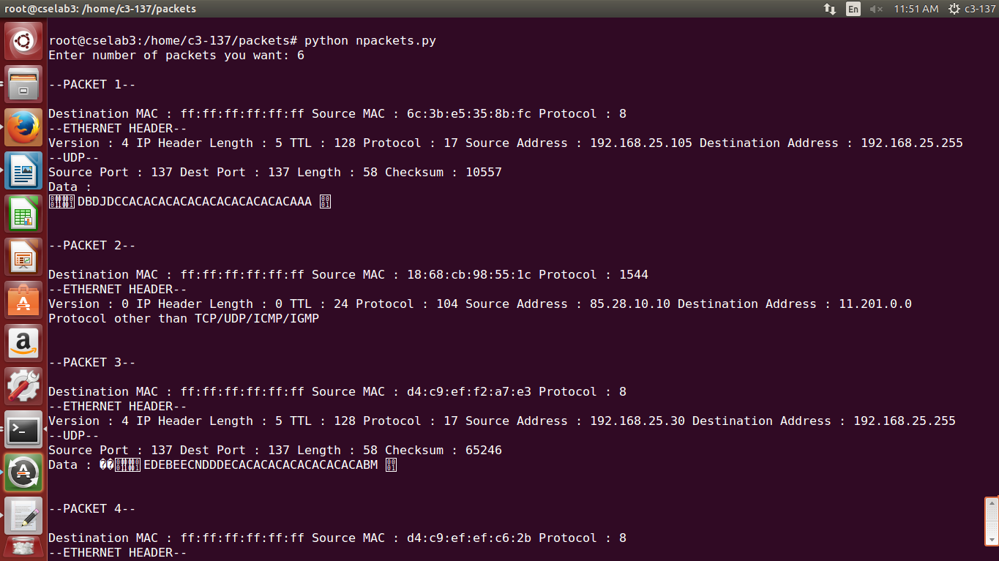 root@cselab3: /home/c3-137/packets
En
11:51 AM
c3-137
root@cselab3:/home/c3-137/packets# python npackets.py
Enter number of packets you want: 6
--PACKET 1--
Destination MAC : ff:ff:ff:ff:ff:ff Source MAC : 6c:3b:e5:35:8b:fc Protocol : 8
--ETHERNET HEADER--
Version : 4 IP Header Length : 5 TTL : 128 Protocol : 17 Source Address : 192.168.25.105 Destination Address : 192.168.25.255
--UDP--
Source Port : 137 Dest Port : 137 Length : 58 Checksum : 10557
Data :
DBDJDCCACACACACACACACACACACACAAA
--PACKET 2--
Destination MAC : ff:ff:ff:ff:ff:ff Source MAC : 18:68:cb:98:55:1c Protocol : 1544
--ETHERNET HEADER--
Version : 0 IP Header Length : 0 TTL : 24 Protocol : 104 Source Address : 85.28.10.10 Destination Address : 11.201.0.0
Protocol other than TCP/UDP/ICMP/IGMP
--PACKET 3--
Destination MAC : ff:ff:ff:ff:ff:ff Source MAC : d4:c9:ef:f2:a7:e3 Protocol : 8
--ETHERNET HEADER--
Version : 4 IP Header Length : 5 TTL : 128 Protocol : 17 Source Address : 192.168.25.30 Destination Address : 192.168.25.255
--UDP--
Source Port : 137 Dest Port : 137 Length : 58 Checksum : 65246
Data : ��EDEBEECNDDDECACACACACACACACACABM
--PACKET 4--
Destination MAC : ff:ff:ff:ff:ff:ff Source MAC : d4:c9:ef:ef:c6:2b Protocol : 8
--ETHERNET HEADER--